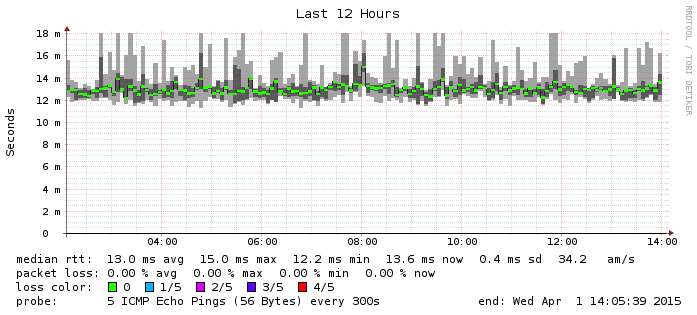 Last 12 Hours
RRDTOOL / TOBI OETIKER
Seconds
18 m
16 m
14 m
12 m
10 m
8 m
6 m
4 m
2 m
0
04:00 06:00 08:00 10:00 12:00 14:00
median rtt: 13.0 ms avg 15.0 ms max 12.2 ms min 13.6 ms now 0.4 ms sd 34.2 am/s
packet loss: 0.00 % avg 0.00 % max 0.00 % min 0.00 % now
loss color: 0 1/5 2/5 3/5 4/5
probe: 5 ICMP Echo Pings (56 Bytes) every 300s end: Wed Apr 1 14:05:39 2015